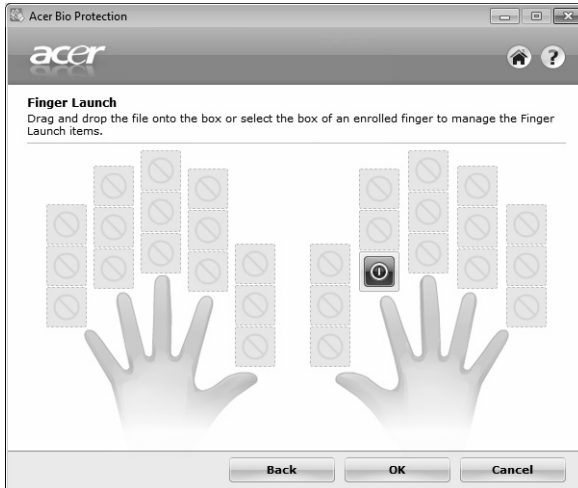 Acer Bio Protection
acer
Finger Launch
Drag and drop the file onto the box or select the box of an enrolled finger to manage the Finger
Launch items.
Back
OK
Cancel